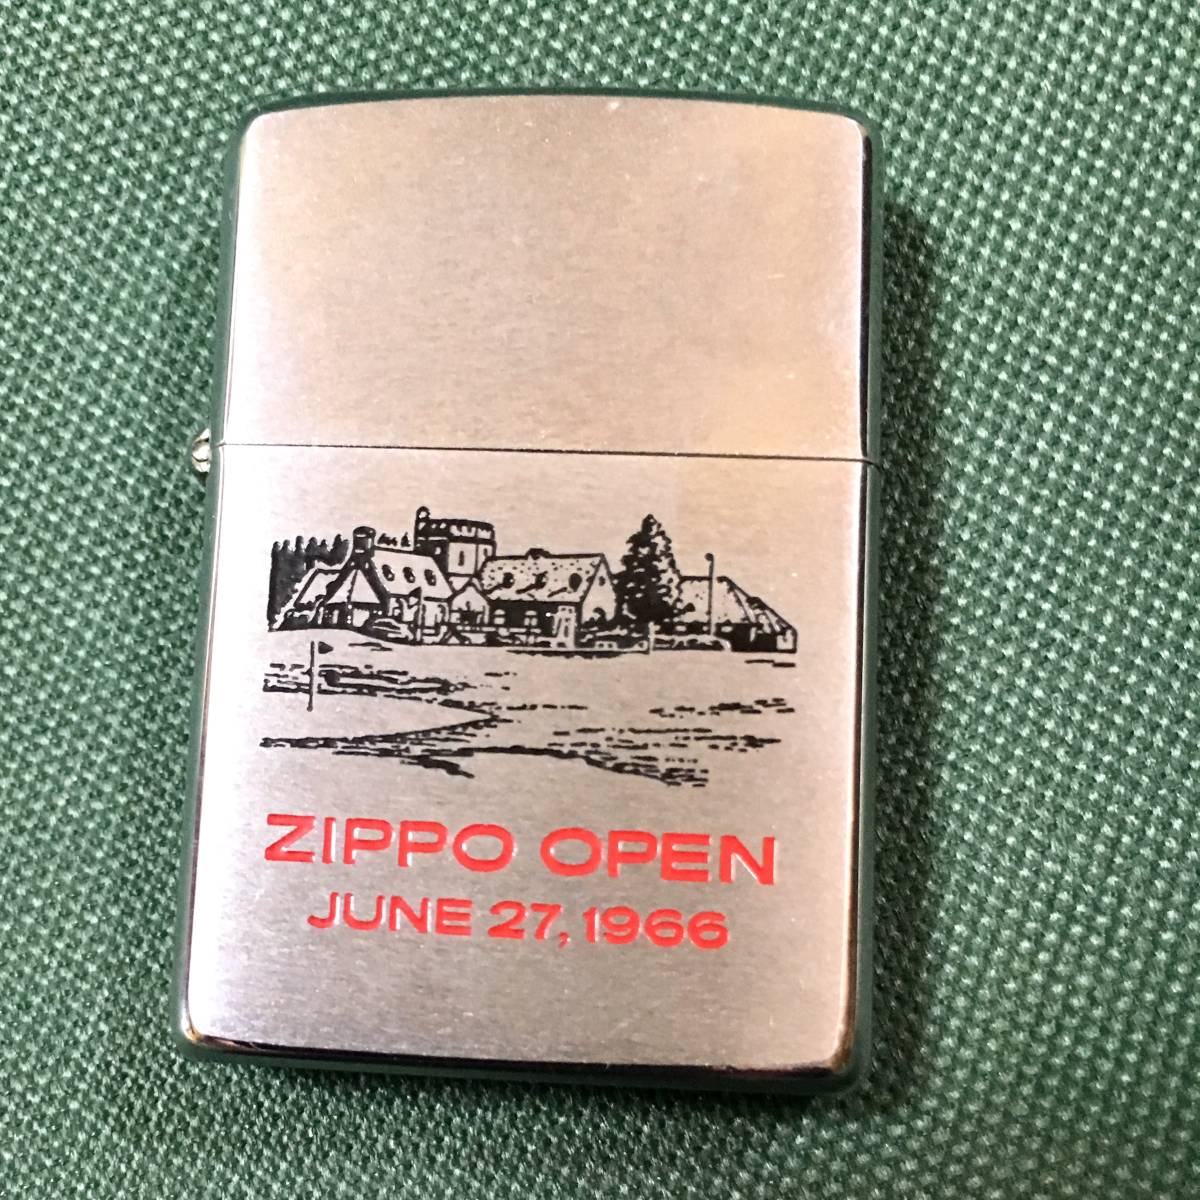 ZIPPO OPEN
JUNE 27, 1966